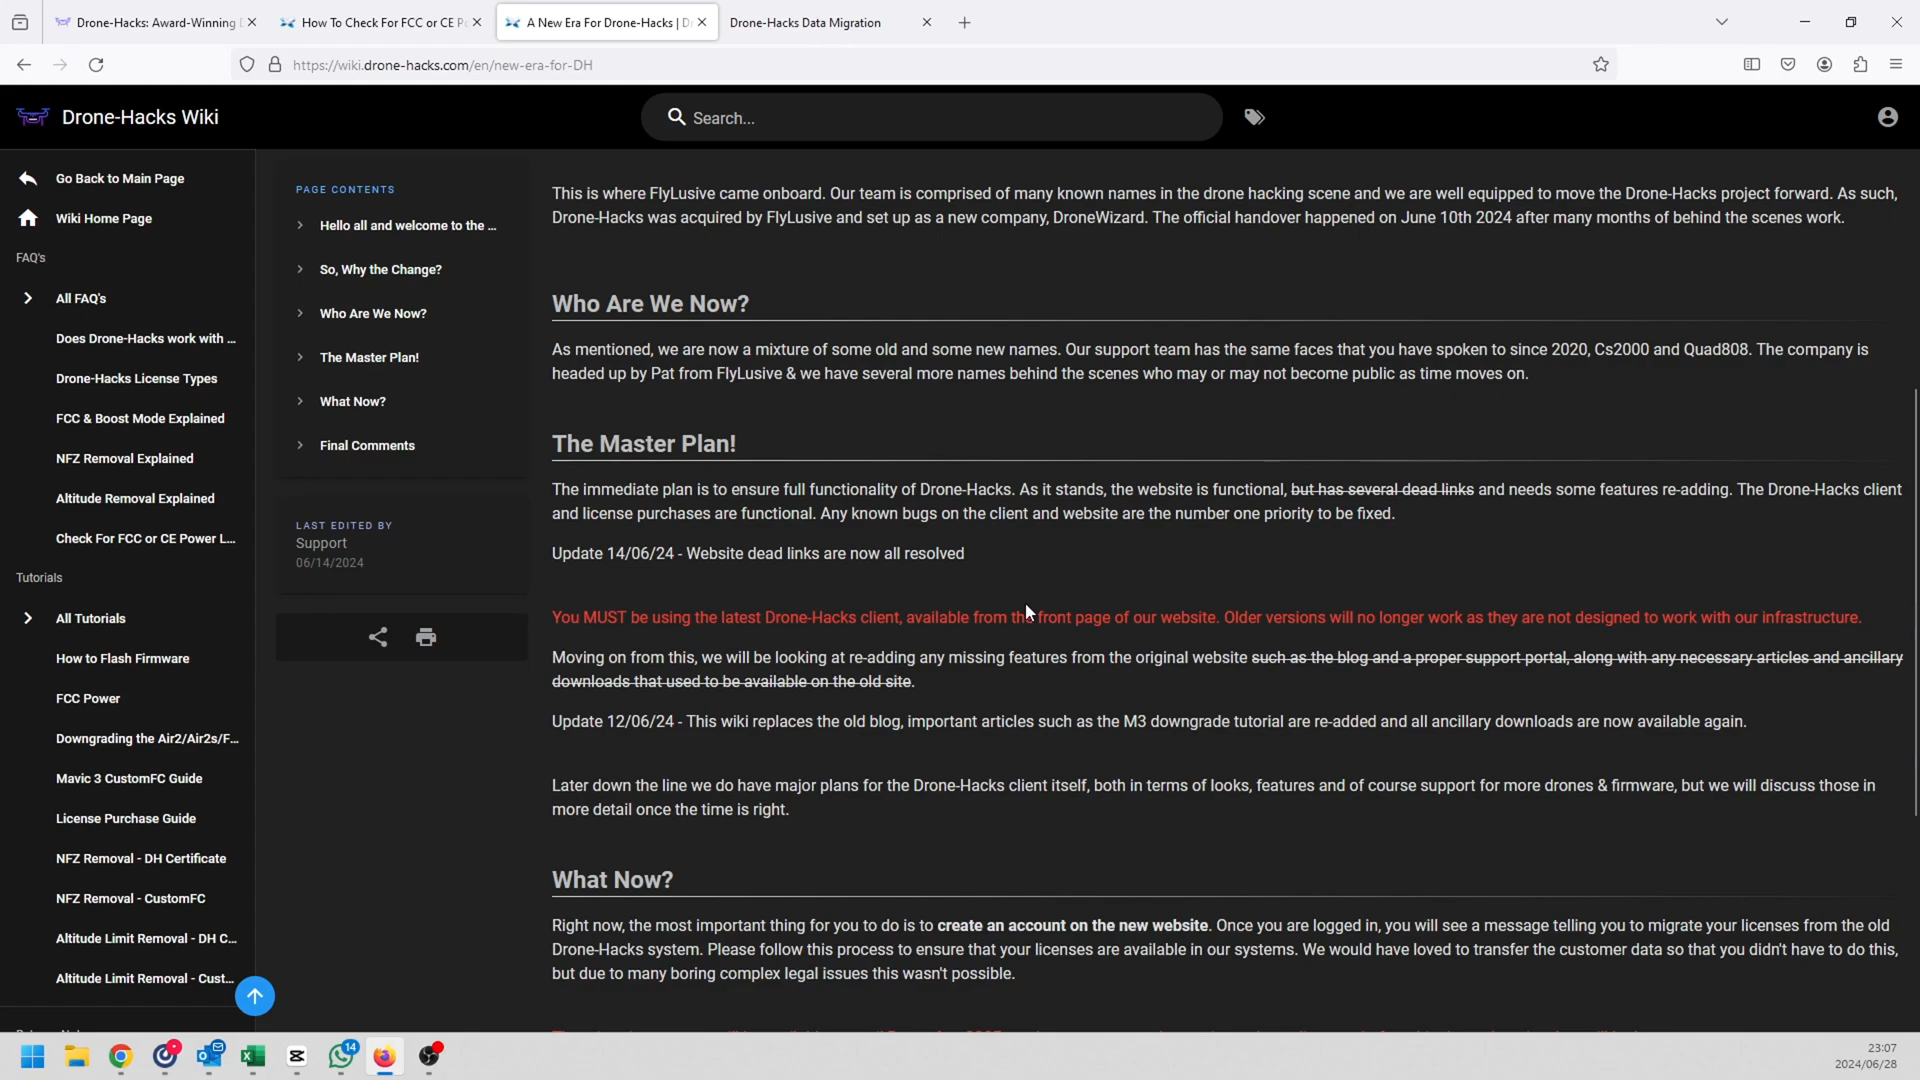 Drone-Hacks: Award-Winning D
How To Check For FCC or CE Po
A New Era For Drone-Hacks | Dr
Drone-Hacks Data Migration
https://wiki.drone-hacks.com/en/new-era-for-DH
Drone-Hacks Wiki
Search...
Go Back to Main Page
Wiki Home Page
FAQ's
All FAQ's
Does Drone-Hacks work with ...
Drone-Hacks License Types
FCC & Boost Mode Explained
NFZ Removal Explained
Altitude Removal Explained
Check For FCC or CE Power L...
Tutorials
All Tutorials
How to Flash Firmware
FCC Power
Downgrading the Air2/Air2s/F...
Mavic 3 CustomFC Guide
License Purchase Guide
NFZ Removal - DH Certificate
NFZ Removal - CustomFC
Altitude Limit Removal - DH C...
Altitude Limit Removal - Cust...
PAGE CONTENTS
Hello all and welcome to the ...
So, Why the Change?
Who Are We Now?
The Master Plan!
What Now?
Final Comments
LAST EDITED BY
Support
06/14/2024
This is where FlyLusive came onboard. Our team is comprised of many known names in the drone hacking scene and we are well equipped to move the Drone-Hacks project forward. As such,
Drone-Hacks was acquired by FlyLusive and set up as a new company, DroneWizard. The official handover happened on June 10th 2024 after many months of behind the scenes work.
Who Are We Now?
As mentioned, we are now a mixture of some old and some new names. Our support team has the same faces that you have spoken to since 2020, Cs2000 and Quad808. The company is
headed up by Pat from FlyLusive & we have several more names behind the scenes who may or may not become public as time moves on.
The Master Plan!
The immediate plan is to ensure full functionality of Drone-Hacks. As it stands, the website is functional, but has several dead links and needs some features re-adding. The Drone-Hacks client
and license purchases are functional. Any known bugs on the client and website are the number one priority to be fixed.
Update 14/06/24 - Website dead links are now all resolved
You MUST be using the latest Drone-Hacks client, available from the front page of our website. Older versions will no longer work as they are not designed to work with our infrastructure.
Moving on from this, we will be looking at re-adding any missing features from the original website such as the blog and a proper support portal, along with any necessary articles and ancillary
downloads that used to be available on the old site.
Update 12/06/24 - This wiki replaces the old blog, important articles such as the M3 downgrade tutorial are re-added and all ancillary downloads are now available again.
Later down the line we do have major plans for the Drone-Hacks client itself, both in terms of looks, features and of course support for more drones & firmware, but we will discuss those in
more detail once the time is right.
What Now?
Right now, the most important thing for you to do is to create an account on the new website. Once you are logged in, you will see a message telling you to migrate your licenses from the old
Drone-Hacks system. Please follow this process to ensure that your licenses are available in our systems. We would have loved to transfer the customer data so that you didn't have to do this,
but due to many boring complex legal issues this wasn't possible.
14
23:07
2024/06/28